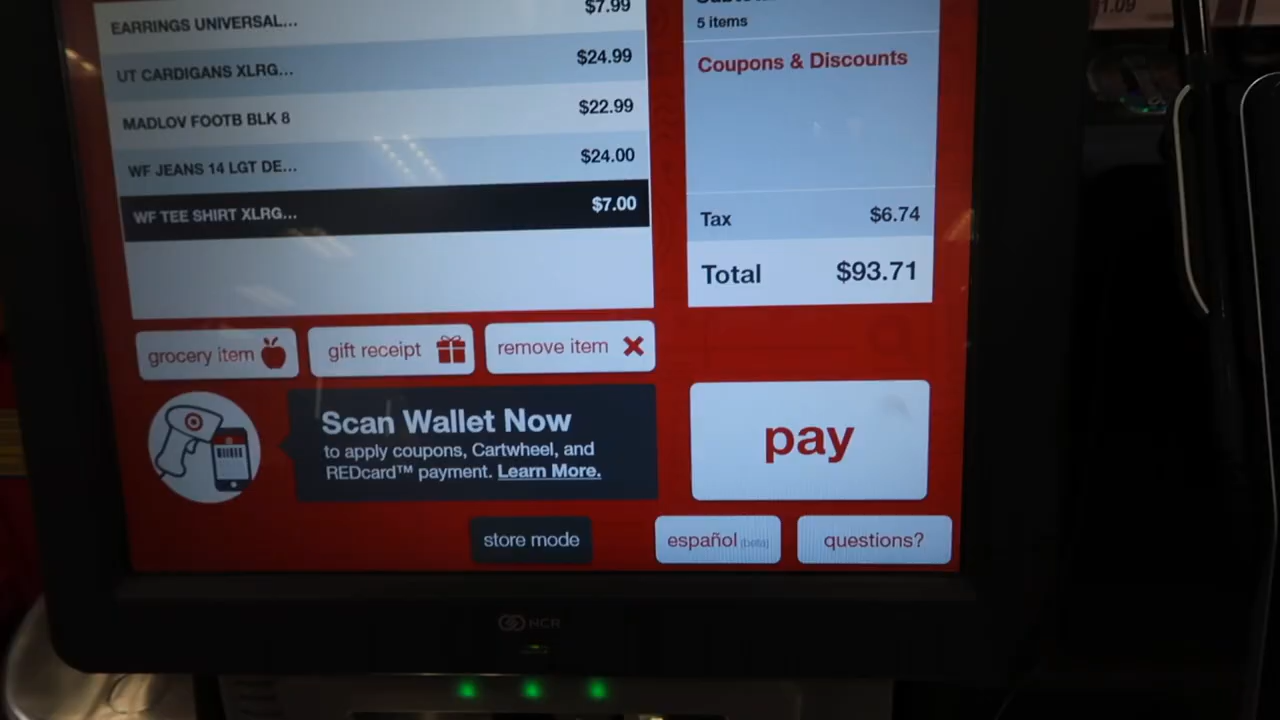 $7.99
EARRINGS UNIVERSAL...
UT CARDIGANS XLRG... $24.99
MADLOV FOOTB BLK 8 $22.99
WF JEANS 14 LGT DE... $24.00
WF TEE SHIRT XLRG... $7.00
5 items
Coupons & Discounts
Tax $6.74
Total $93.71
grocery item
gift receipt
remove item
Scan Wallet Now
to apply coupons, Cartwheel, and
REDcard™ payment. Learn More.
pay
store mode
español (beta)
questions?
NCR